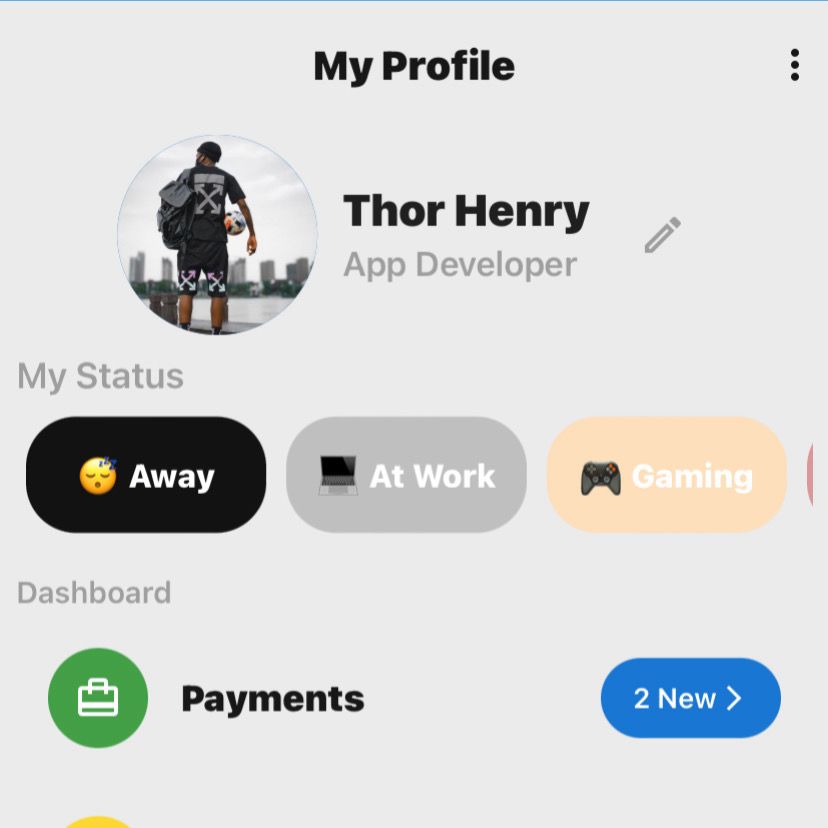 My Profile
Thor Henry
App Developer
My Status
😴 Away
💻 At Work
🎮 Gaming
Dashboard
Payments
2 New